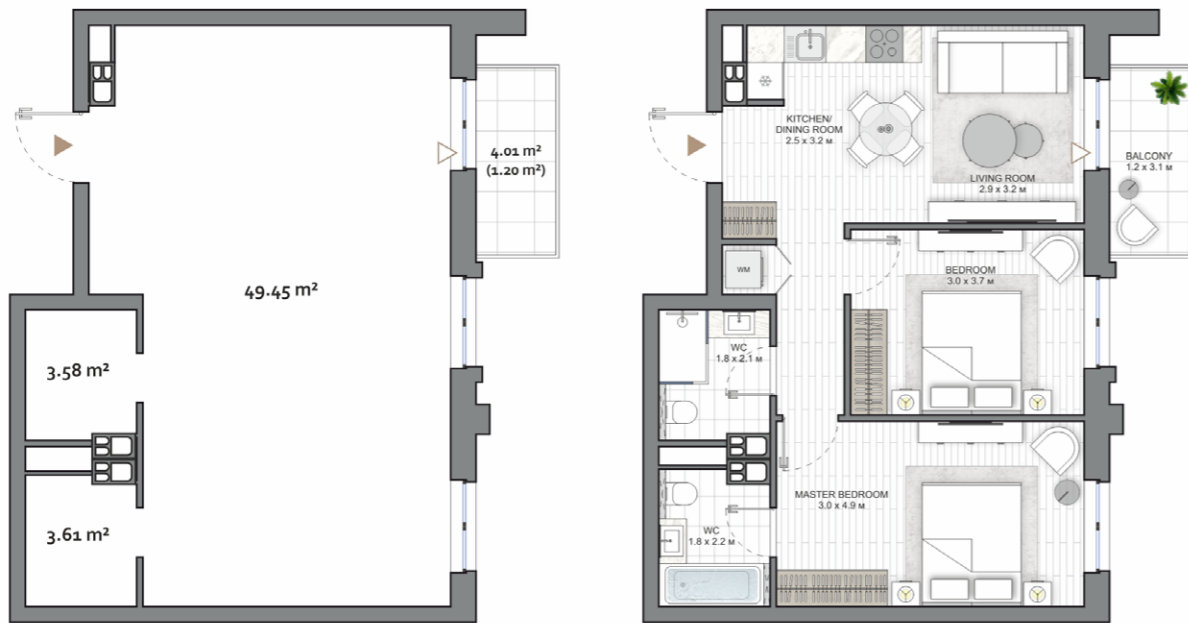 4.01 m²
(1.20 m²)
49.45 m²
3.58 m²
3.61 m²
KITCHEN/
DINING ROOM
2.5 x 3.2 м
LIVING ROOM
2.9 x 3.2 м
BALCONY
1.2 x 3.1 м
WM
BEDROOM
3.0 x 3.7 м
WC
1.8 x 2.1 м
MASTER BEDROOM
3.0 x 4.9 м
WC
1.8 x 2.2 м